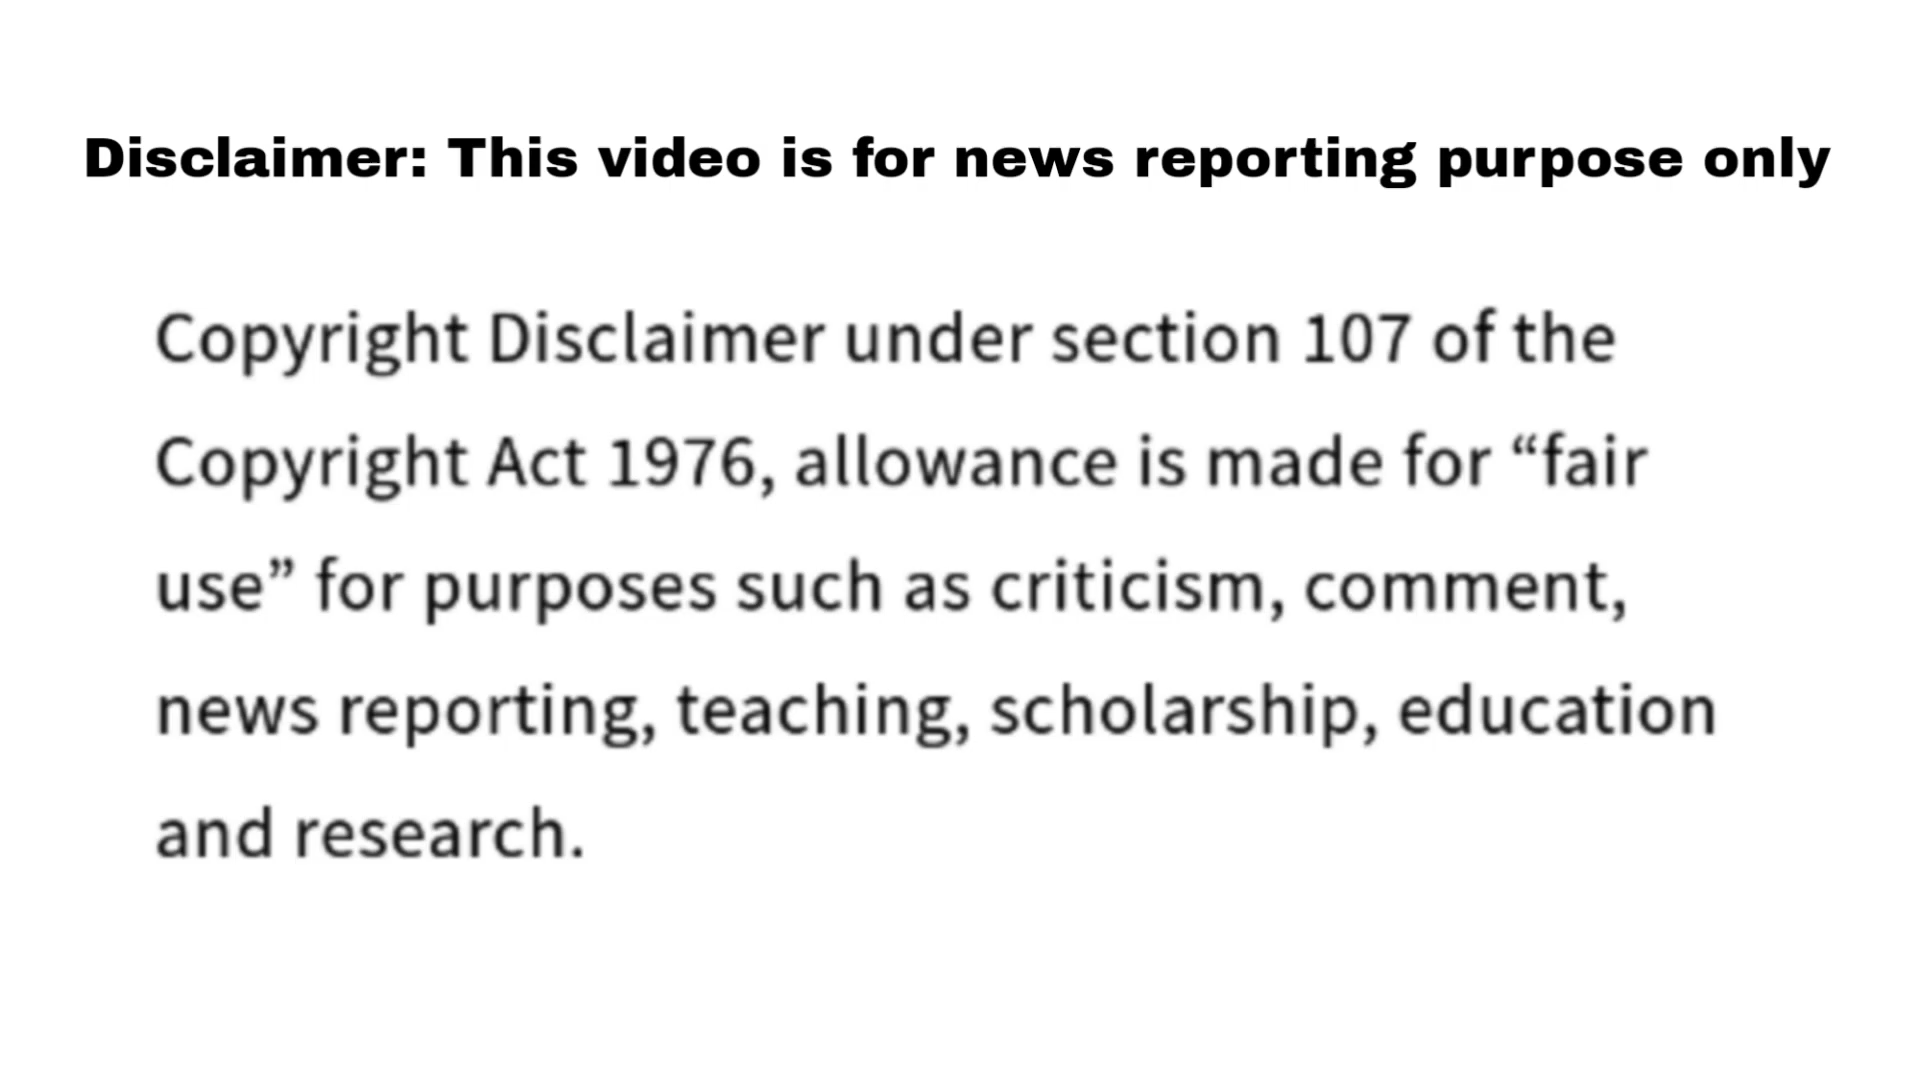 Disclaimer: This video is for news reporting purpose only
Copyright Disclaimer under section 107 of the
Copyright Act 1976, allowance is made for “fair
use” for purposes such as criticism, comment,
news reporting, teaching, scholarship, education
and research.